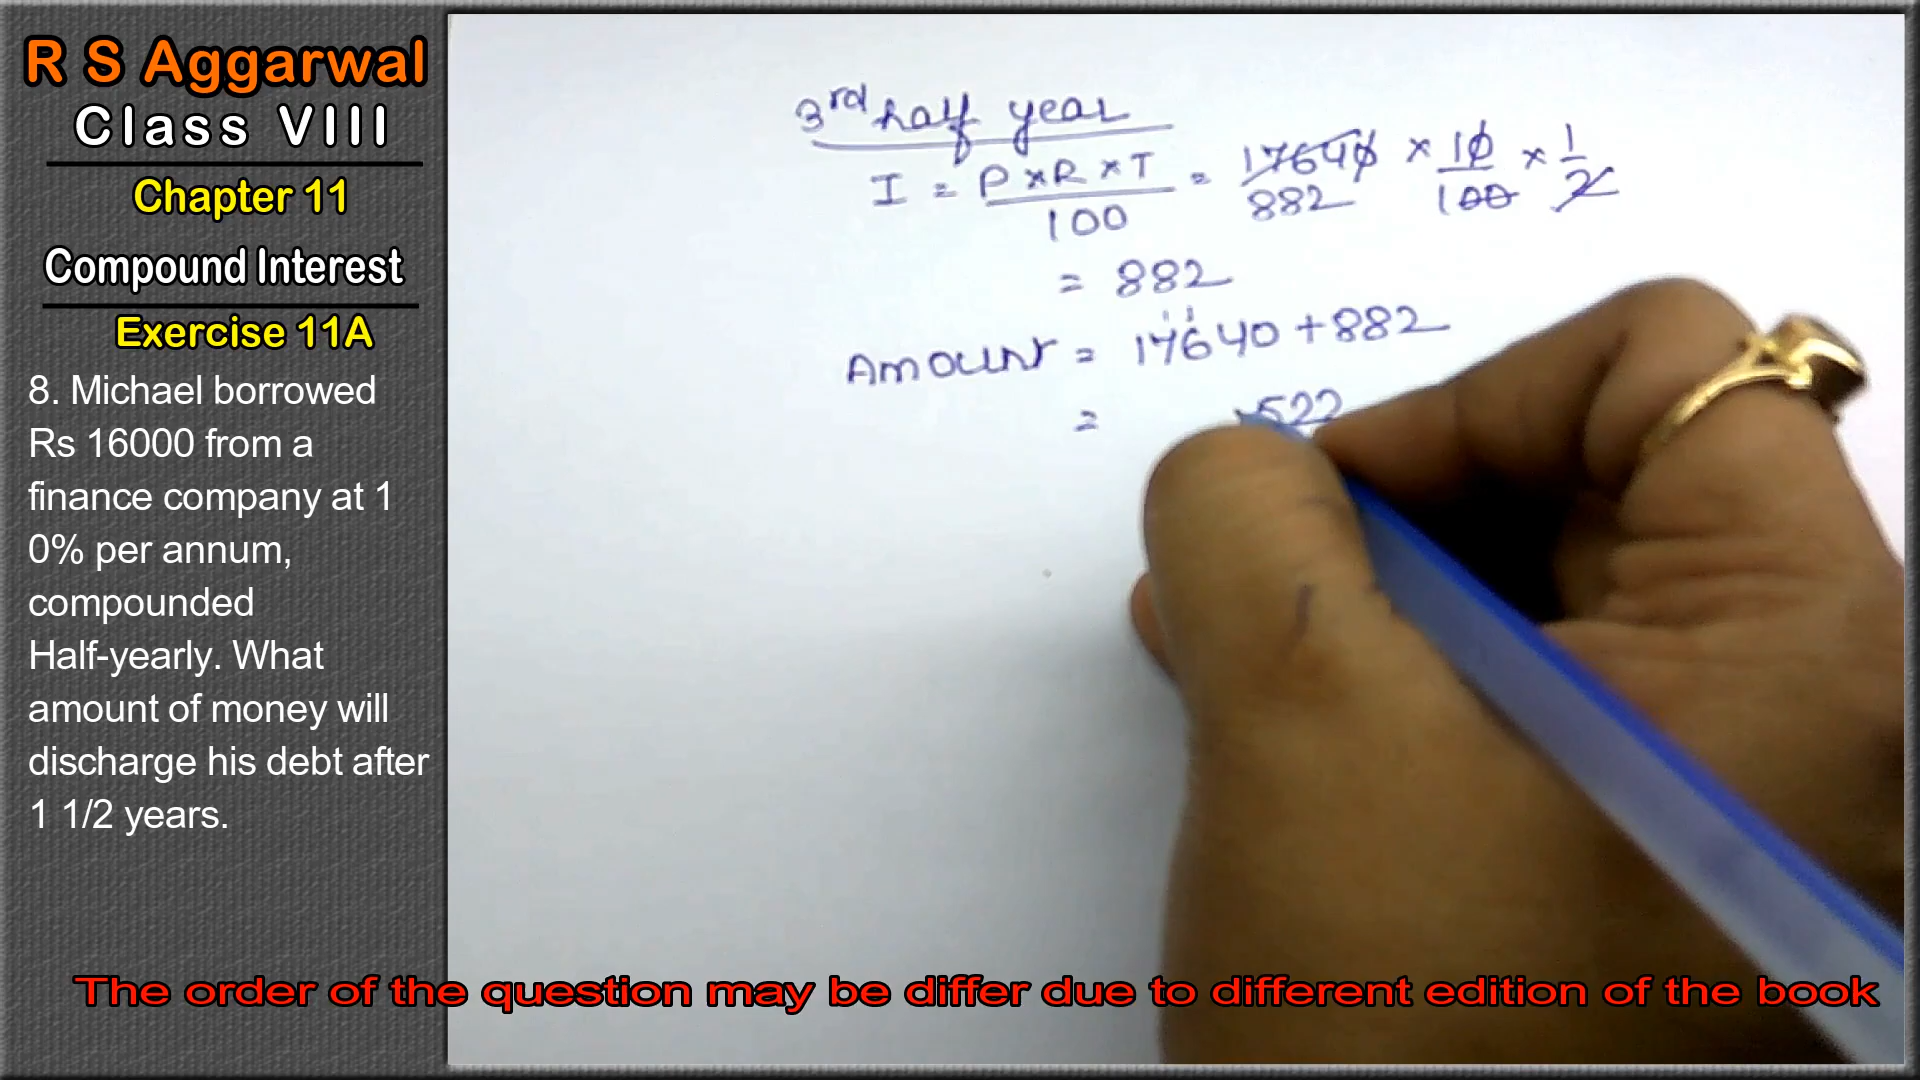 R S Aggarwal
Class VIII
Chapter 11
Compound Interest
Exercise 11A
8. Michael borrowed
Rs 16000 from a
finance company at 1
0% per annum,
compounded
Half-yearly. What
amount of money will
discharge his debt after
1 1/2 years.
3rd half year
I = P × R × T / 100 = 17640 × 10/100 × 1/2
882
= 882
Amount = 17640 + 882
= 522
The order of the question may be differ due to different edition of the book